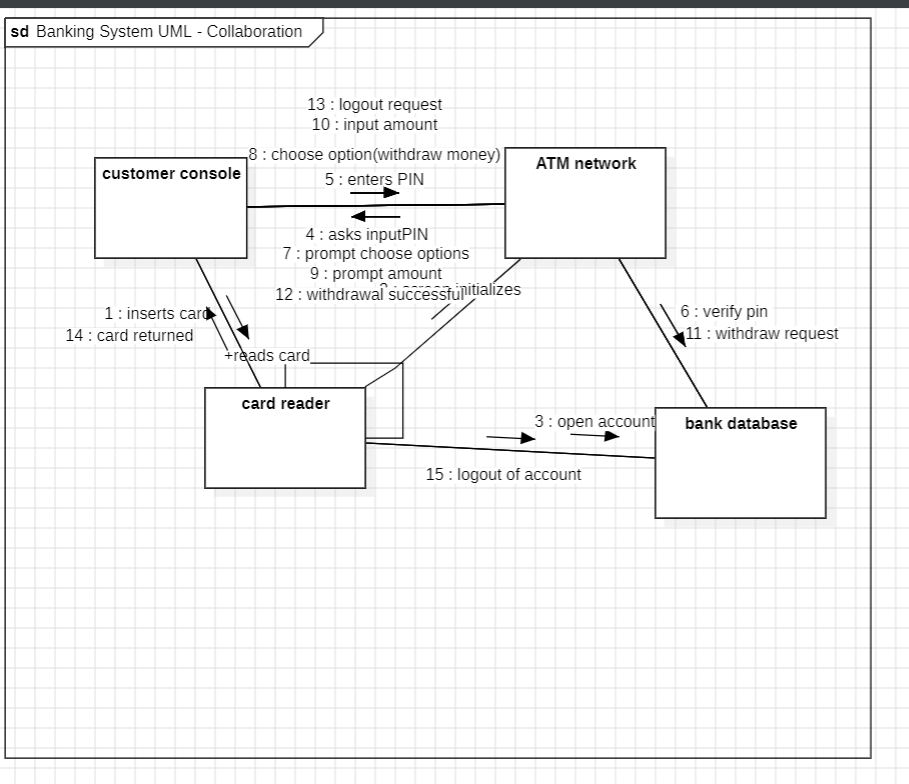 sd Banking System UML - Collaboration
13 : logout request
10 : input amount
8 : choose option(withdraw money)
5 : enters PIN
customer console
ATM network
4 : asks inputPIN
7 : prompt choose options
9 : prompt amount
initializes
12 : withdrawal successful
1 : inserts card
14 : card returned
6 : verify pin
11 : withdraw request
+reads card
card reader
3 : open account
bank database
15 : logout of account